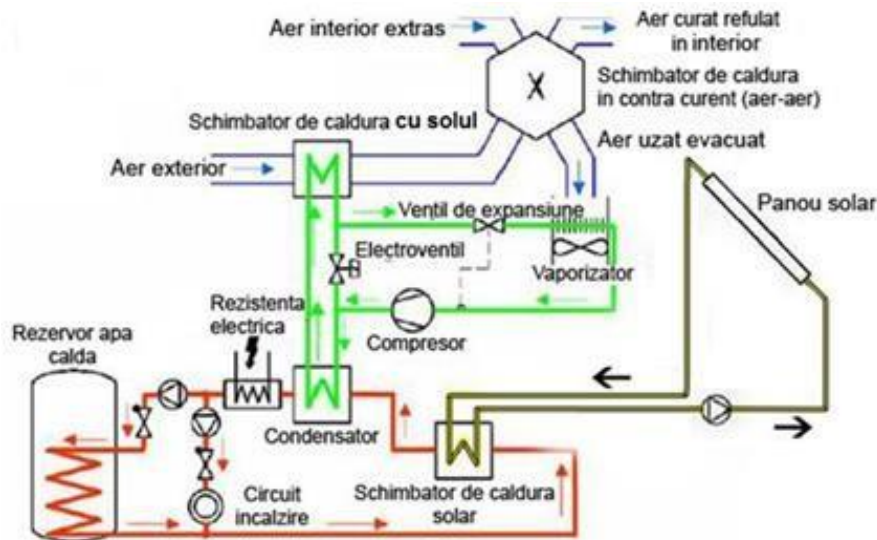 Aer interior extras
Aer curat refulat
in interior
Schimbator de caldura
in contra curent (aer-aer)
Schimbator de caldura cu solul
Aer uzat evacuat
Aer exterior
Panou solar
Ventil de expansiune
Electroventil
Vaporizator
Rezistenta
electrica
Rezervor apa
calda
Compresor
Condensator
Circuit
incalzire
Schimbator de caldura
solar